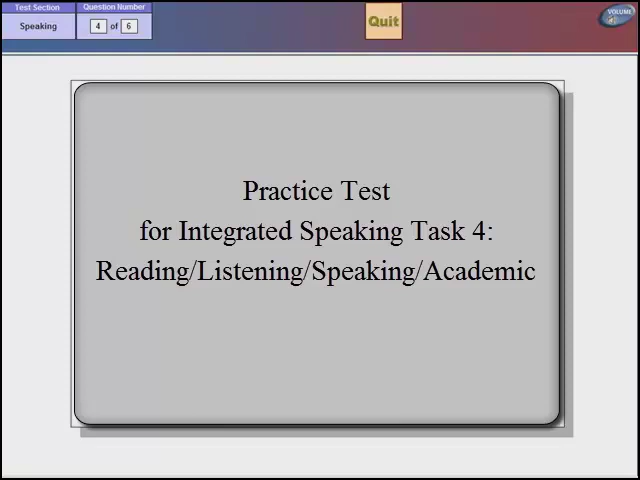 Test Section
Question Number
Speaking
4 of 6
Quit
VOLUME
Practice Test
for Integrated Speaking Task 4:
Reading/Listening/Speaking/Academic